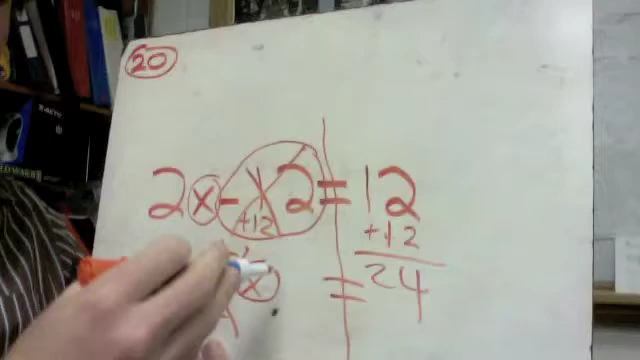 20
2x - 12 = 12
+12 +12
x = 24